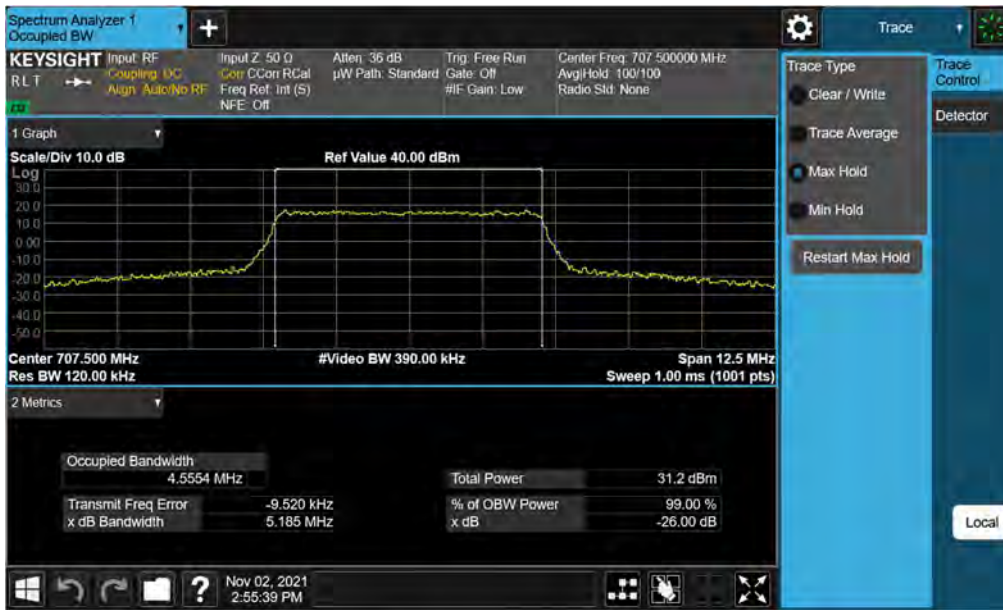 Spectrum Analyzer 1
Occupied BW
Trace
KEYSIGHT
R L T
Input: RF
Coupling: DC
Align: Auto/No RF
Input Z: 50 Ω
Corr CCorr RCal
Freq Ref: Int (S)
NFE: Off
Atten: 36 dB
µW Path: Standard
Trig: Free Run
Gate: Off
#IF Gain: Low
Center Freq: 707.500000 MHz
Avg|Hold: 100/100
Radio Std: None
Trace Type
Clear / Write
Trace Average
Max Hold
Min Hold
Restart Max Hold
Trace
Control
Detector
Local
1 Graph
Scale/Div 10.0 dB
Ref Value 40.00 dBm
Log
30.0
20.0
10.0
0.00
-10.0
-20.0
-30.0
-40.0
-50.0
Center 707.500 MHz
#Video BW 390.00 kHz
Span 12.5 MHz
Res BW 120.00 kHz
Sweep 1.00 ms (1001 pts)
2 Metrics
Occupied Bandwidth
4.5554 MHz
Total Power 31.2 dBm
Transmit Freq Error -9.520 kHz
% of OBW Power 99.00 %
x dB Bandwidth 5.185 MHz
x dB -26.00 dB
?
Nov 02, 2021
2:55:39 PM